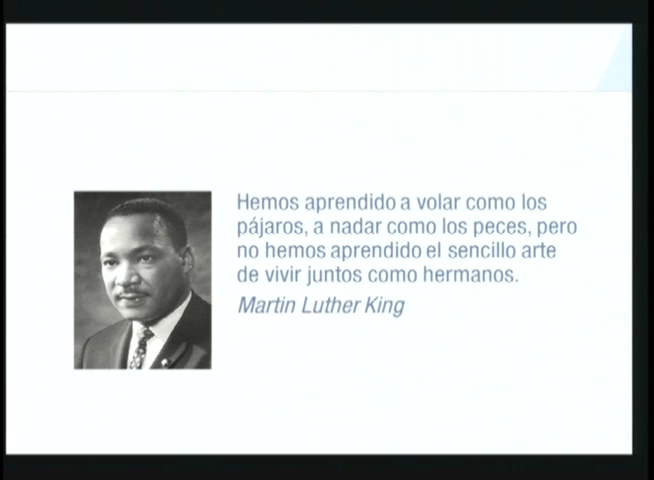 Hemos aprendido a volar como los
pájaros, a nadar como los peces, pero
no hemos aprendido el sencillo arte
de vivir juntos como hermanos.
Martin Luther King